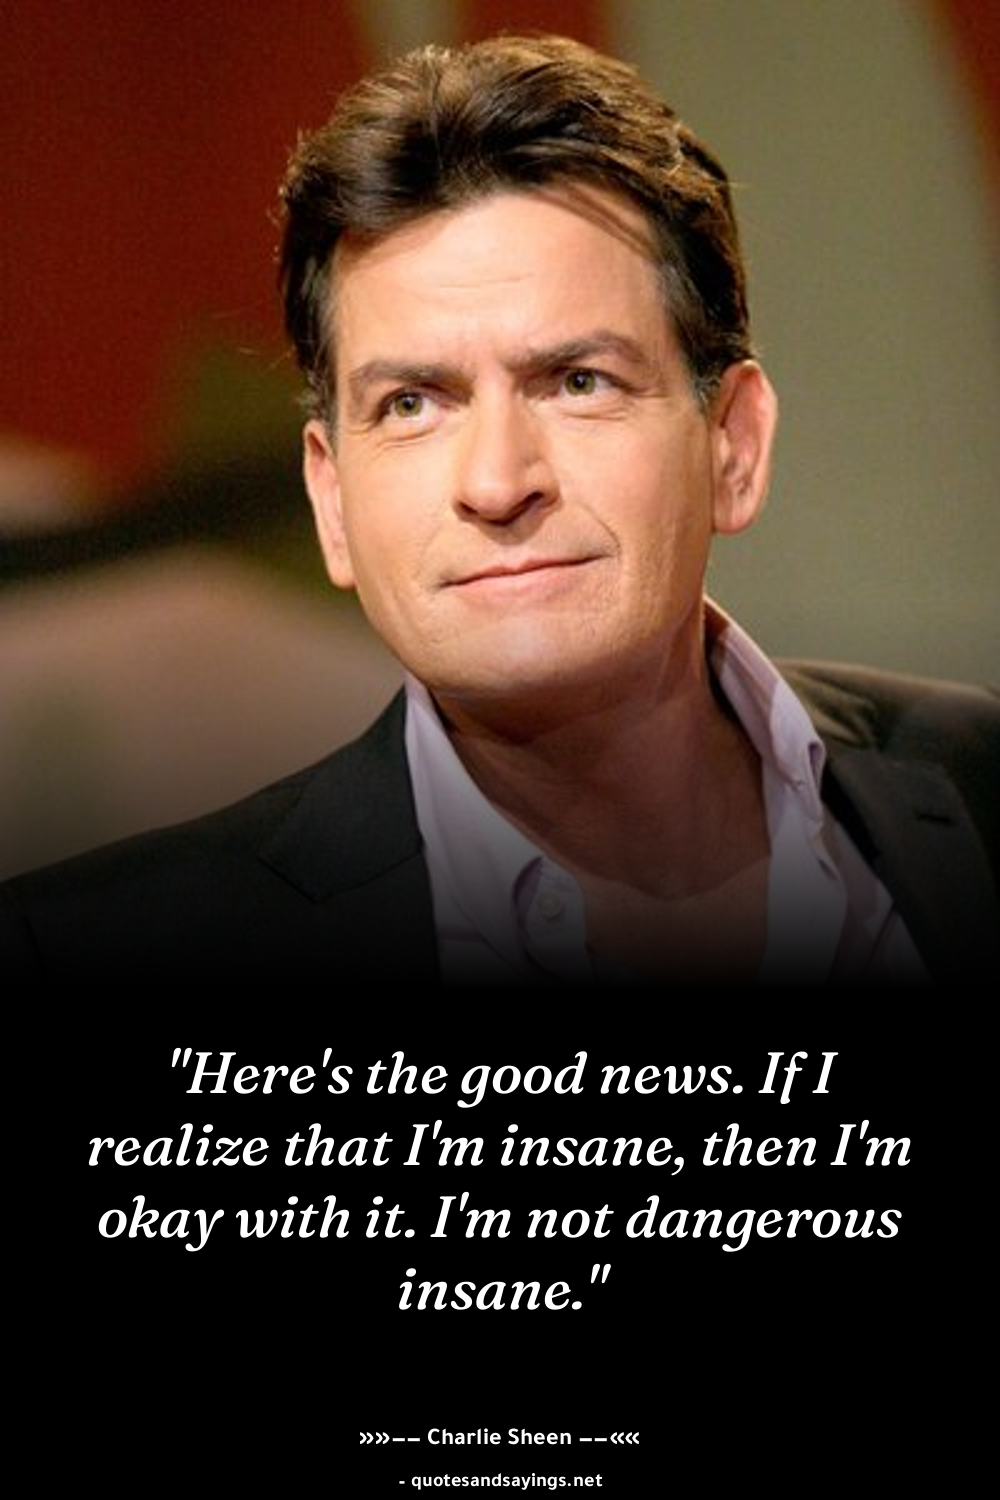 "Here's the good news. If I
realize that I'm insane, then I'm
okay with it. I'm not dangerous
insane."
»»-- Charlie Sheen --««
- quotesandsayings.net